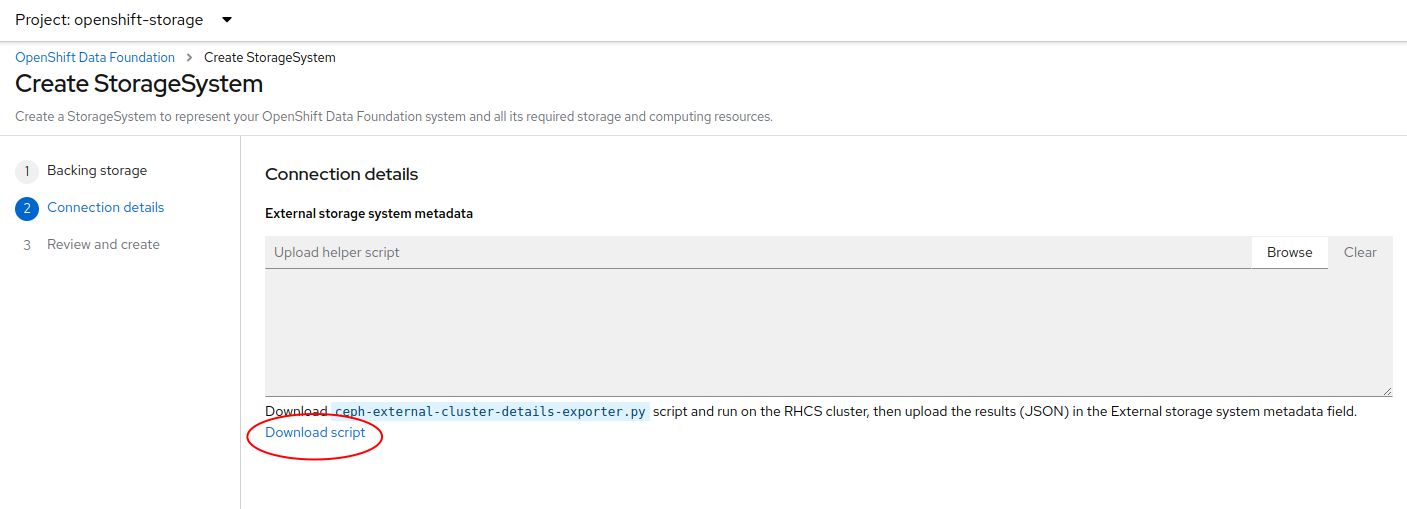 Project: openshift-storage
OpenShift Data Foundation > Create StorageSystem
Create StorageSystem
Create a StorageSystem to represent your OpenShift Data Foundation system and all its required storage and computing resources.
1 Backing storage
2 Connection details
3 Review and create
Connection details
External storage system metadata
Upload helper script Browse Clear
Download ceph-external-cluster-details-exporter.py script and run on the RHCS cluster, then upload the results (JSON) in the External storage system metadata field.
Download script